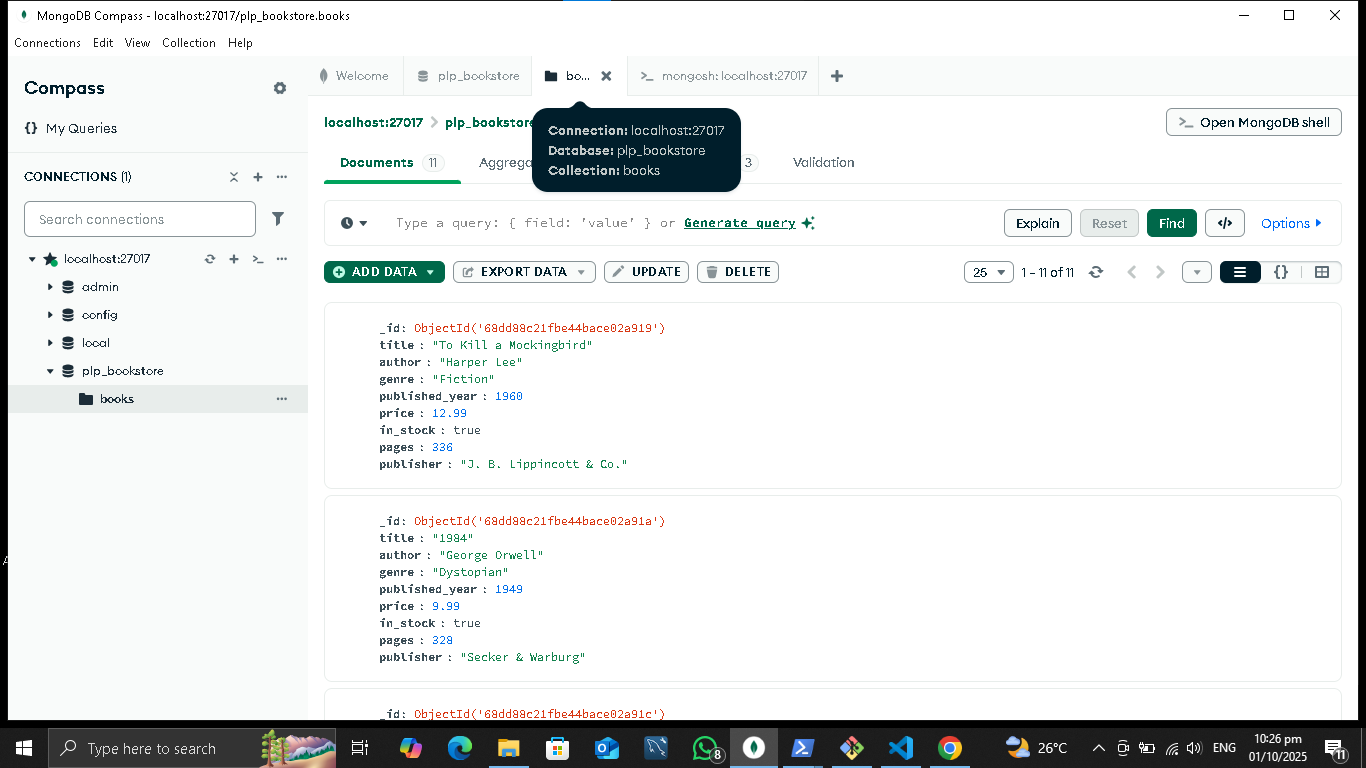 MongoDB Compass - localhost:27017/plp_bookstore.books
Connections Edit View Collection Help
Compass
{} My Queries
CONNECTIONS (1)
Search connections
localhost:27017
admin
config
local
plp_bookstore
books
Welcome
plp_bookstore
bo...
mongosh: localhost:27017
localhost:27017 > plp_bookstore
Connection: localhost:27017
Database: plp_bookstore
Collection: books
>_ Open MongoDB shell
Documents 11
Aggrega
3
Validation
Type a query: { field: 'value' } or Generate query
Explain
Reset
Find
</>
Options
ADD DATA
EXPORT DATA
UPDATE
DELETE
25
1 – 11 of 11
{}
_id: ObjectId('68dd88c21fbe44bace02a919')
title : "To Kill a Mockingbird"
author : "Harper Lee"
genre : "Fiction"
published_year : 1960
price : 12.99
in_stock : true
pages : 336
publisher : "J. B. Lippincott & Co."
_id: ObjectId('68dd88c21fbe44bace02a91a')
title : "1984"
author : "George Orwell"
genre : "Dystopian"
published_year : 1949
price : 9.99
in_stock : true
pages : 328
publisher : "Secker & Warburg"
_id: ObjectId('68dd88c21fbe44bace02a91c')
Type here to search
8
26°C
ENG
10:26 pm
01/10/2025
11